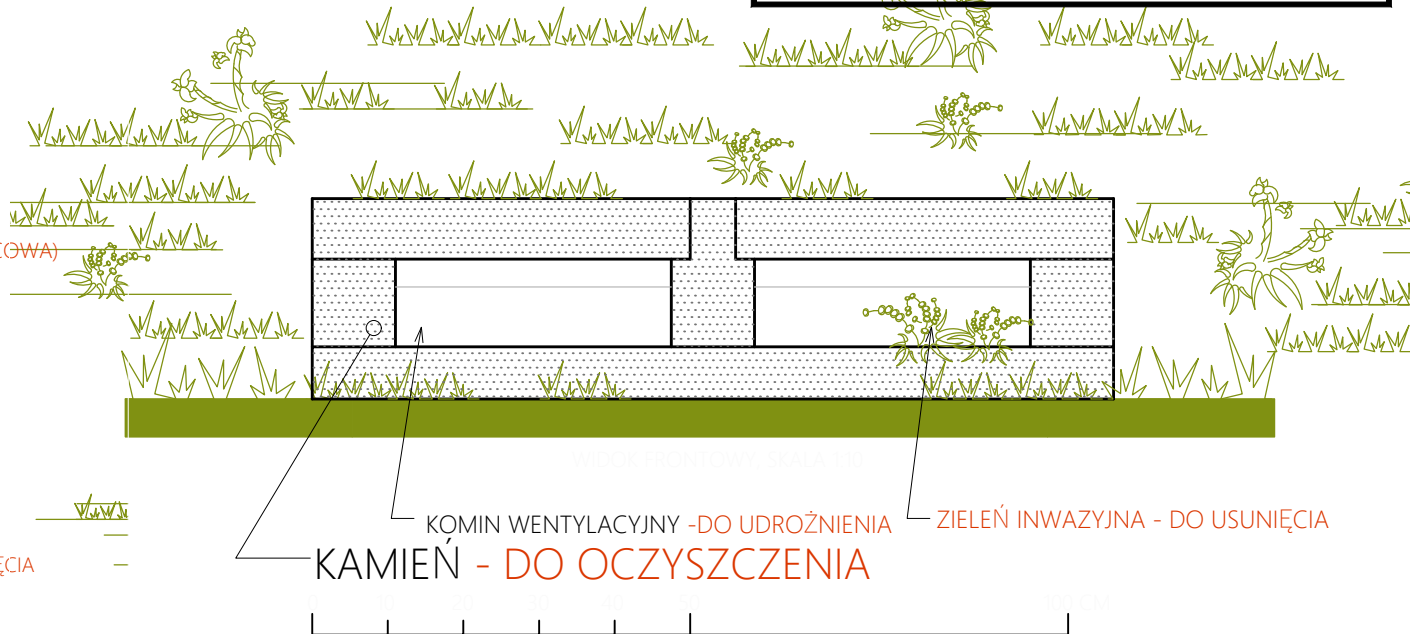 COWA)
WIDOK FRONTOWY, SKALA 1:10
KOMIN WENTYLACYJNY -DO UDROŻNIENIA
ZIELEŃ INWAZYJNA - DO USUNIĘCIA
KAMIEŃ - DO OCZYSZCZENIA
ĘCIA
0 10 20 30 40 50 100 CM